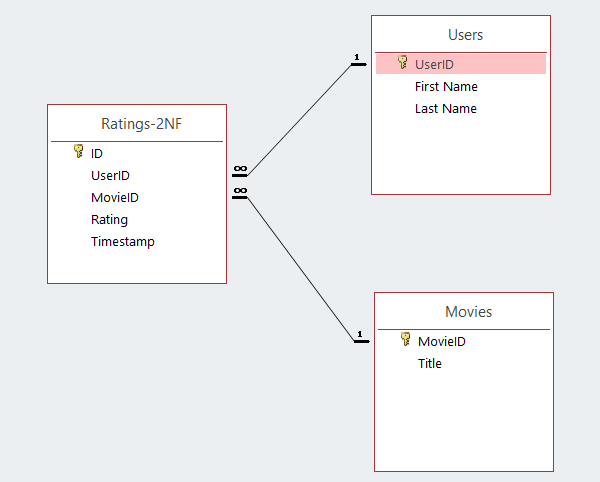 Users
UserID
First Name
Last Name
1
Ratings-2NF
ID
UserID
MovieID
Rating
Timestamp
∞
∞
1
Movies
MovieID
Title